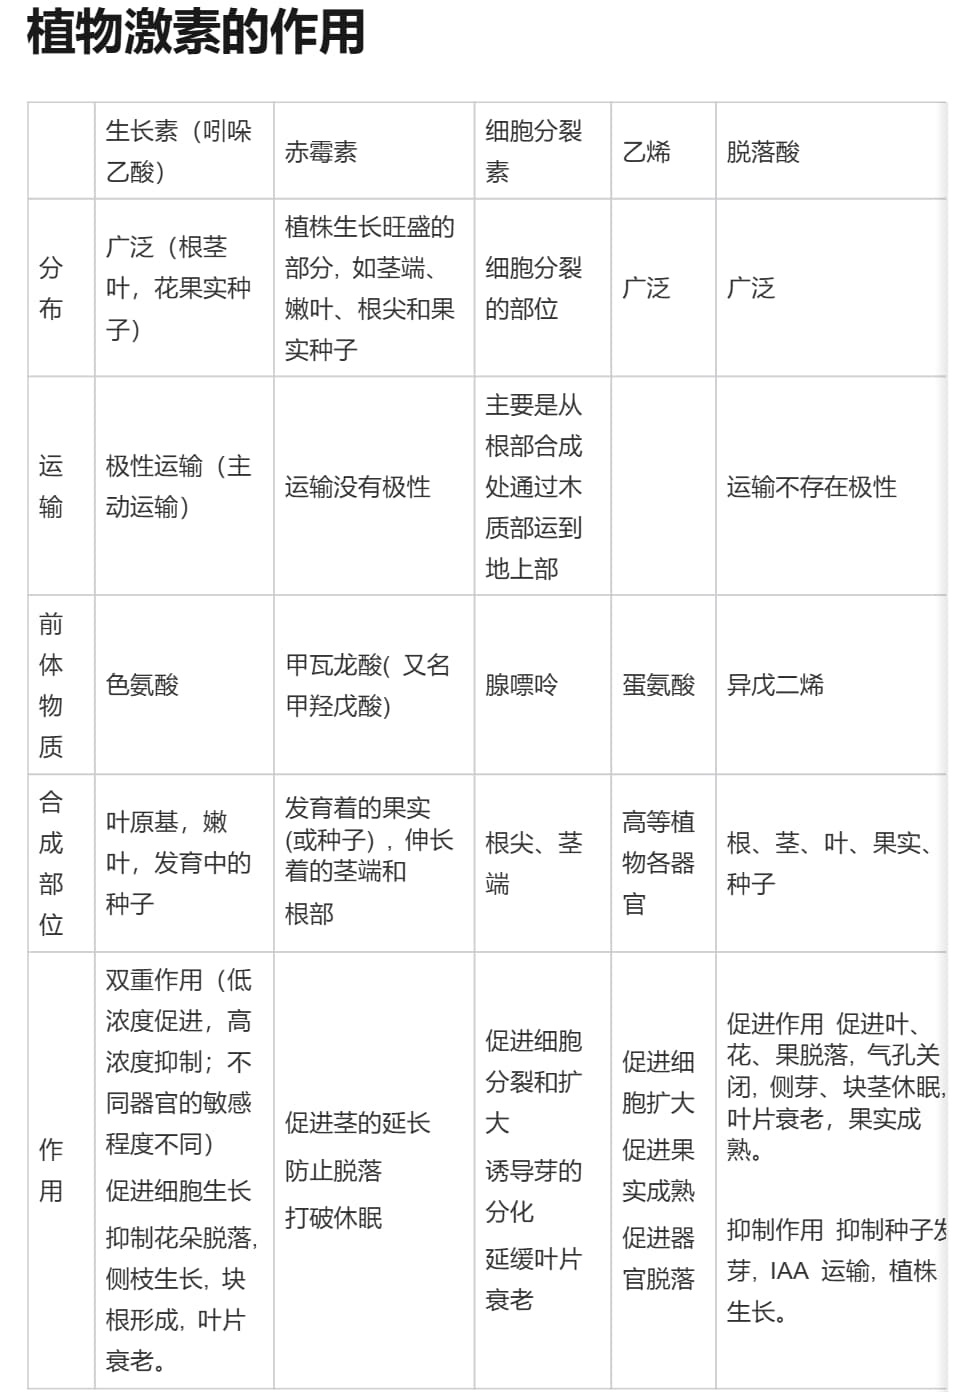 植物激素的作用
生长素（吲哚
乙酸）
赤霉素
细胞分裂
素
乙烯
脱落酸
分
布
广泛（根茎
叶，花果实种
子）
植株生长旺盛的
部分, 如茎端、
嫩叶、根尖和果
实种子
细胞分裂
的部位
广泛
广泛
运
输
极性运输（主
动运输）
运输没有极性
主要是从
根部合成
处通过木
质部运到
地上部
运输不存在极性
前
体
物
质
色氨酸
甲瓦龙酸( 又名
甲羟戊酸)
腺嘌呤
蛋氨酸
异戊二烯
合
成
部
位
叶原基，嫩
叶，发育中的
种子
发育着的果实
(或种子) , 伸长
着的茎端和
根部
根尖、茎
端
高等植
物各器
官
根、茎、叶、果实、
种子
作
用
双重作用（低
浓度促进，高
浓度抑制；不
同器官的敏感
程度不同）
促进细胞生长
抑制花朵脱落,
侧枝生长, 块
根形成, 叶片
衰老。
促进茎的延长
防止脱落
打破休眠
促进细胞
分裂和扩
大
诱导芽的
分化
延缓叶片
衰老
促进细
胞扩大
促进果
实成熟
促进器
官脱落
促进作用 促进叶、
花、果脱落, 气孔关
闭, 侧芽、块茎休眠,
叶片衰老，果实成
熟。
抑制作用 抑制种子发
芽, IAA 运输, 植株
生长。